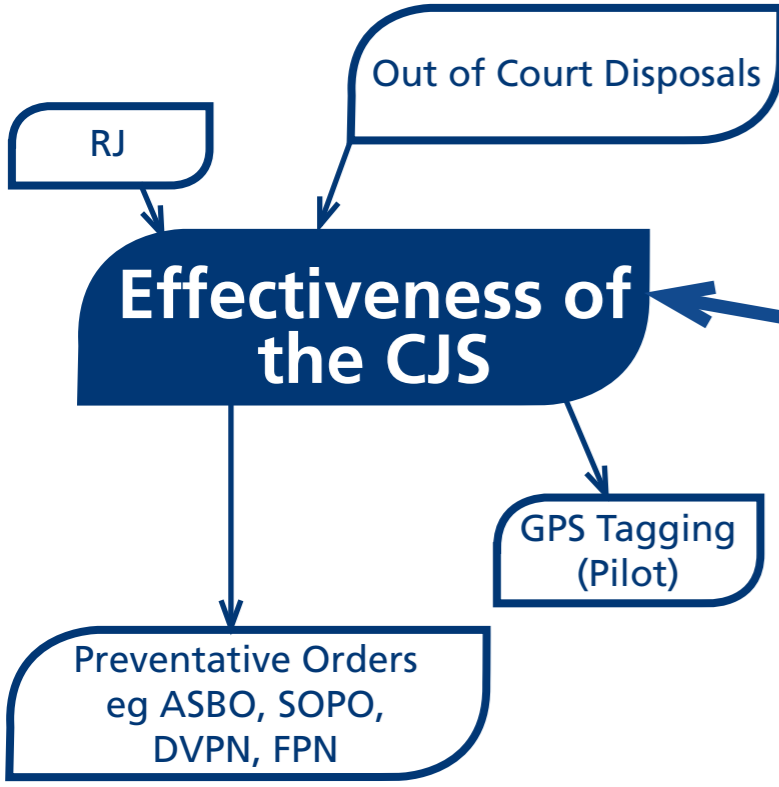 Out of Court Disposals
RJ
Effectiveness of
the CJS
GPS Tagging
(Pilot)
Preventative Orders
eg ASBO, SOPO,
DVPN, FPN